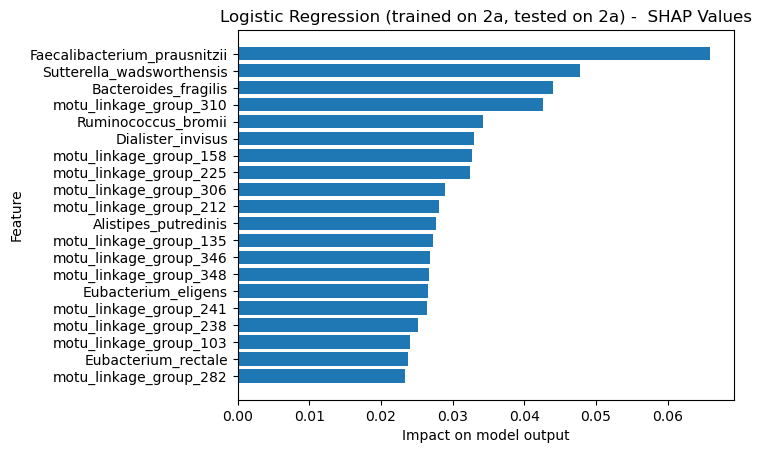 Logistic Regression (trained on 2a, tested on 2a) -  SHAP Values
Feature
Faecalibacterium_prausnitzii
Sutterella_wadsworthensis
Bacteroides_fragilis
motu_linkage_group_310
Ruminococcus_bromii
Dialister_invisus
motu_linkage_group_158
motu_linkage_group_225
motu_linkage_group_306
motu_linkage_group_212
Alistipes_putredinis
motu_linkage_group_135
motu_linkage_group_346
motu_linkage_group_348
Eubacterium_eligens
motu_linkage_group_241
motu_linkage_group_238
motu_linkage_group_103
Eubacterium_rectale
motu_linkage_group_282
0.00 0.01 0.02 0.03 0.04 0.05 0.06
Impact on model output